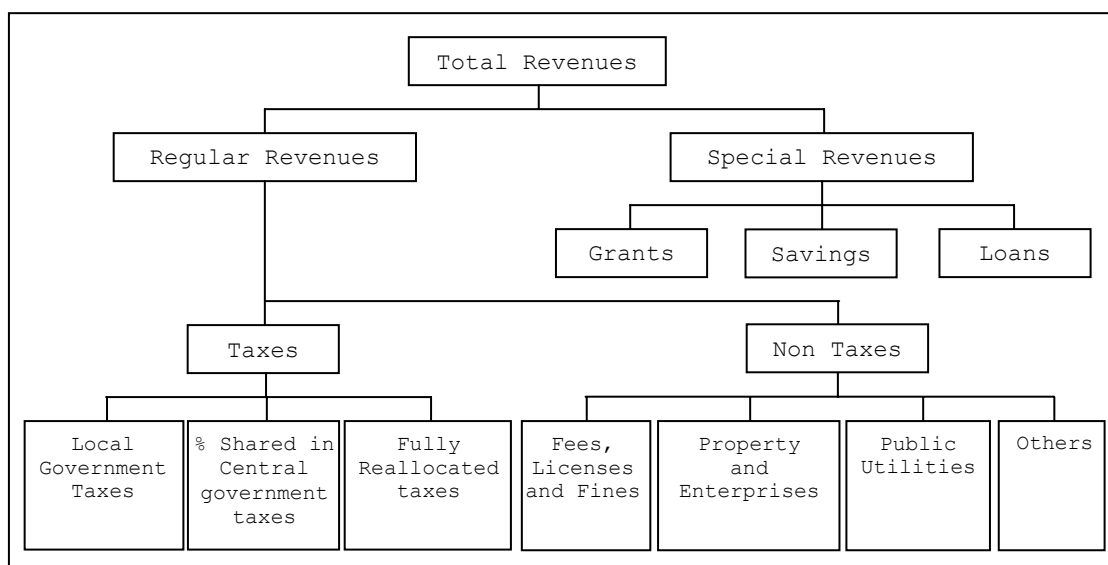 Total Revenues
Regular Revenues
Special Revenues
Grants
Savings
Loans
Taxes
Non Taxes
Local
Government
Taxes
% Shared in
Central
government
taxes
Fully
Reallocated
taxes
Fees,
Licenses
and Fines
Property
and
Enterprises
Public
Utilities
Others